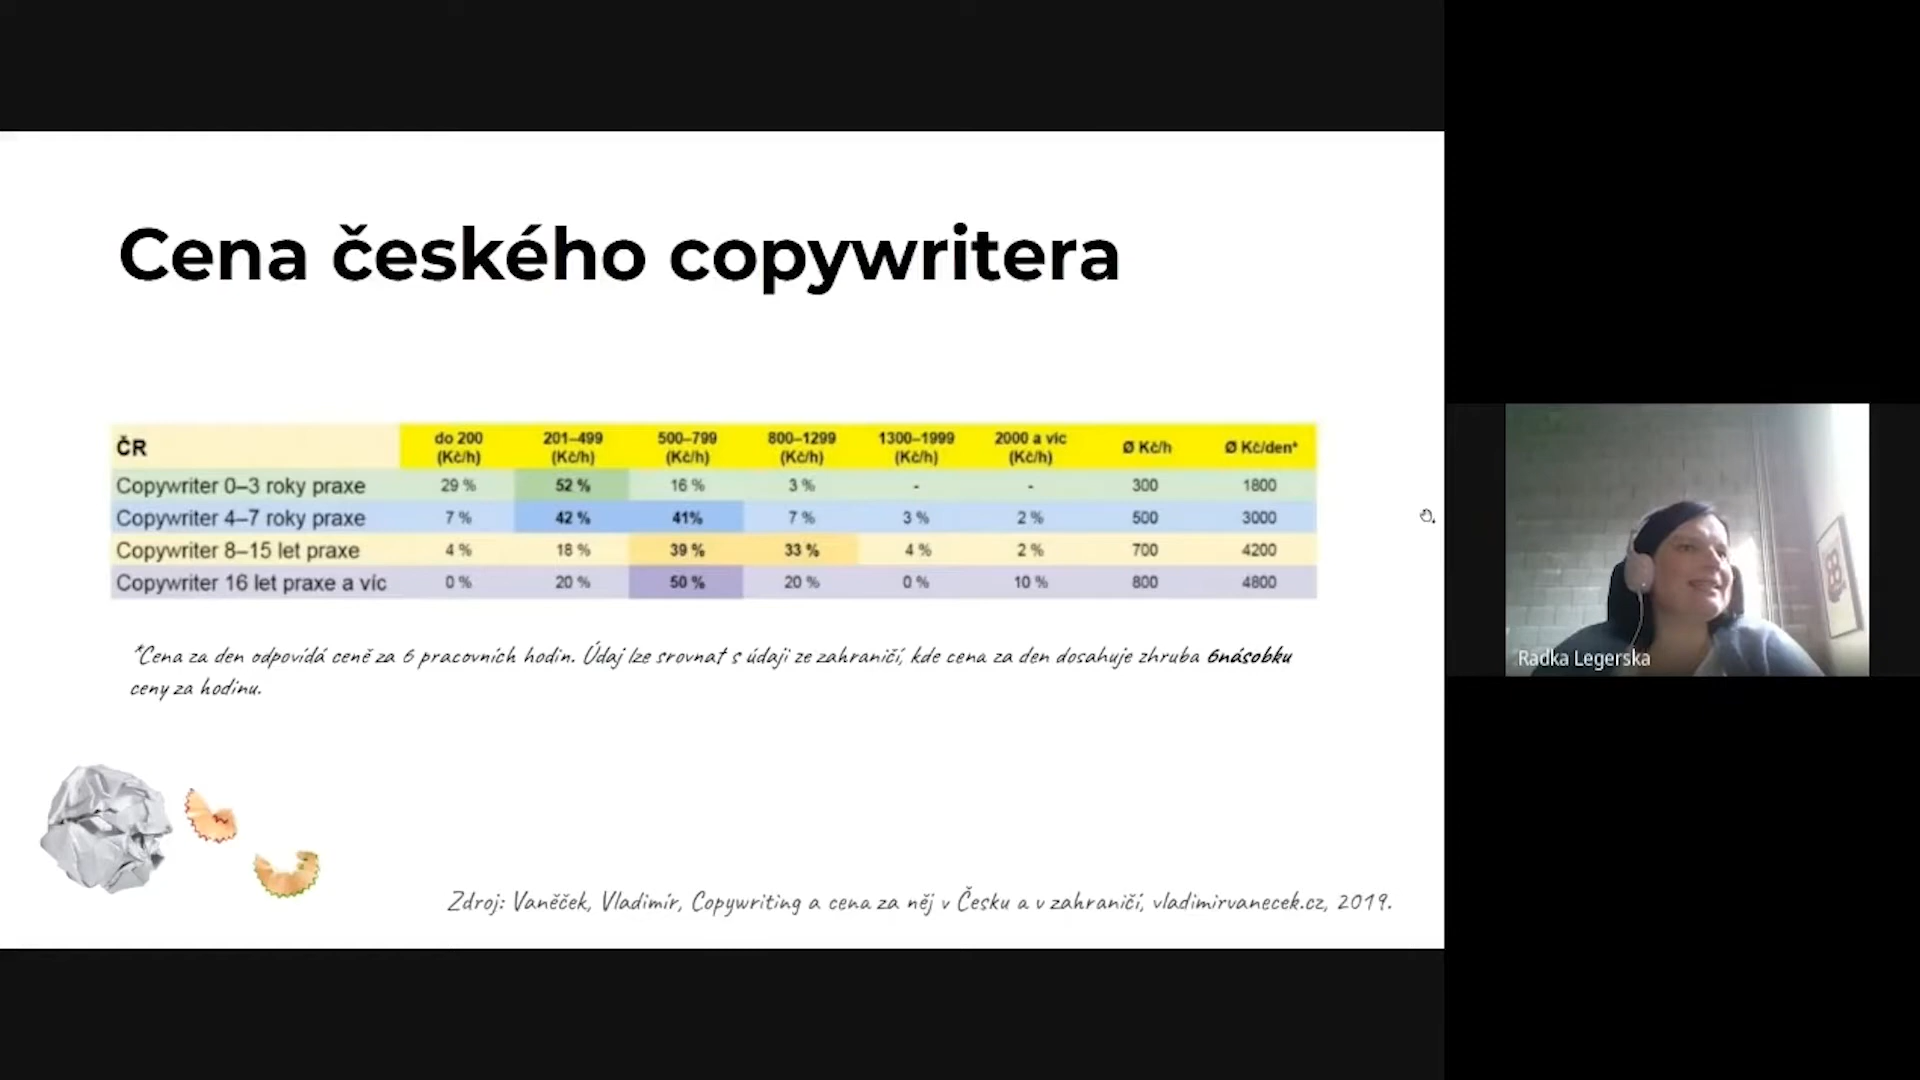 Cena českého copywritera
ČR do 200 (Kč/h) 201–499 (Kč/h) 500–799 (Kč/h) 800–1299 (Kč/h) 1300–1999 (Kč/h) 2000 a víc (Kč/h) Ø Kč/h Ø Kč/den*
Copywriter 0–3 roky praxe 29 % 52 % 16 % 3 % - - 300 1800
Copywriter 4–7 roky praxe 7 % 42 % 41% 7 % 3 % 2 % 500 3000
Copywriter 8–15 let praxe 4 % 18 % 39 % 33 % 4 % 2 % 700 4200
Copywriter 16 let praxe a víc 0 % 20 % 50 % 20 % 0 % 10 % 800 4800
*Cena za den odpovídá ceně za 6 pracovních hodin. Údaj lze srovnat s údaji ze zahraničí, kde cena za den dosahuje zhruba 6násobku
ceny za hodinu.
Zdroj: Vaněček, Vladimír, Copywriting a cena za něj v Česku a v zahraničí, vladimirvanecek.cz, 2019.
Radka Legerska